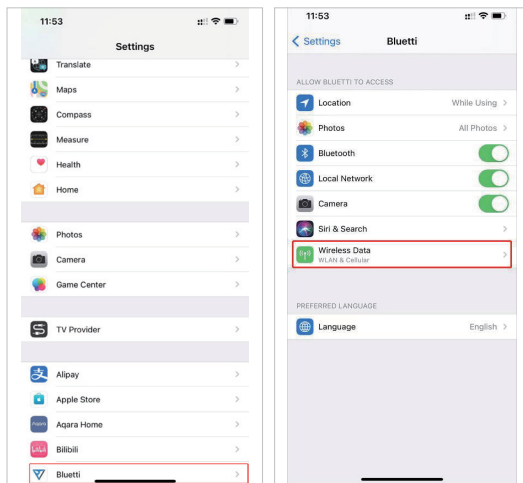 11:53
Settings
Translate
Maps
Compass
Measure
Health
Home
Photos
Camera
Game Center
TV Provider
Alipay
Apple Store
Aqara Home
Bilibili
Bluetti
11:53
Settings
Bluetti
ALLOW BLUETTI TO ACCESS
Location
While Using
Photos
All Photos
Bluetooth
Local Network
Camera
Siri & Search
Wireless Data
WLAN & Cellular
PREFERRED LANGUAGE
Language
English